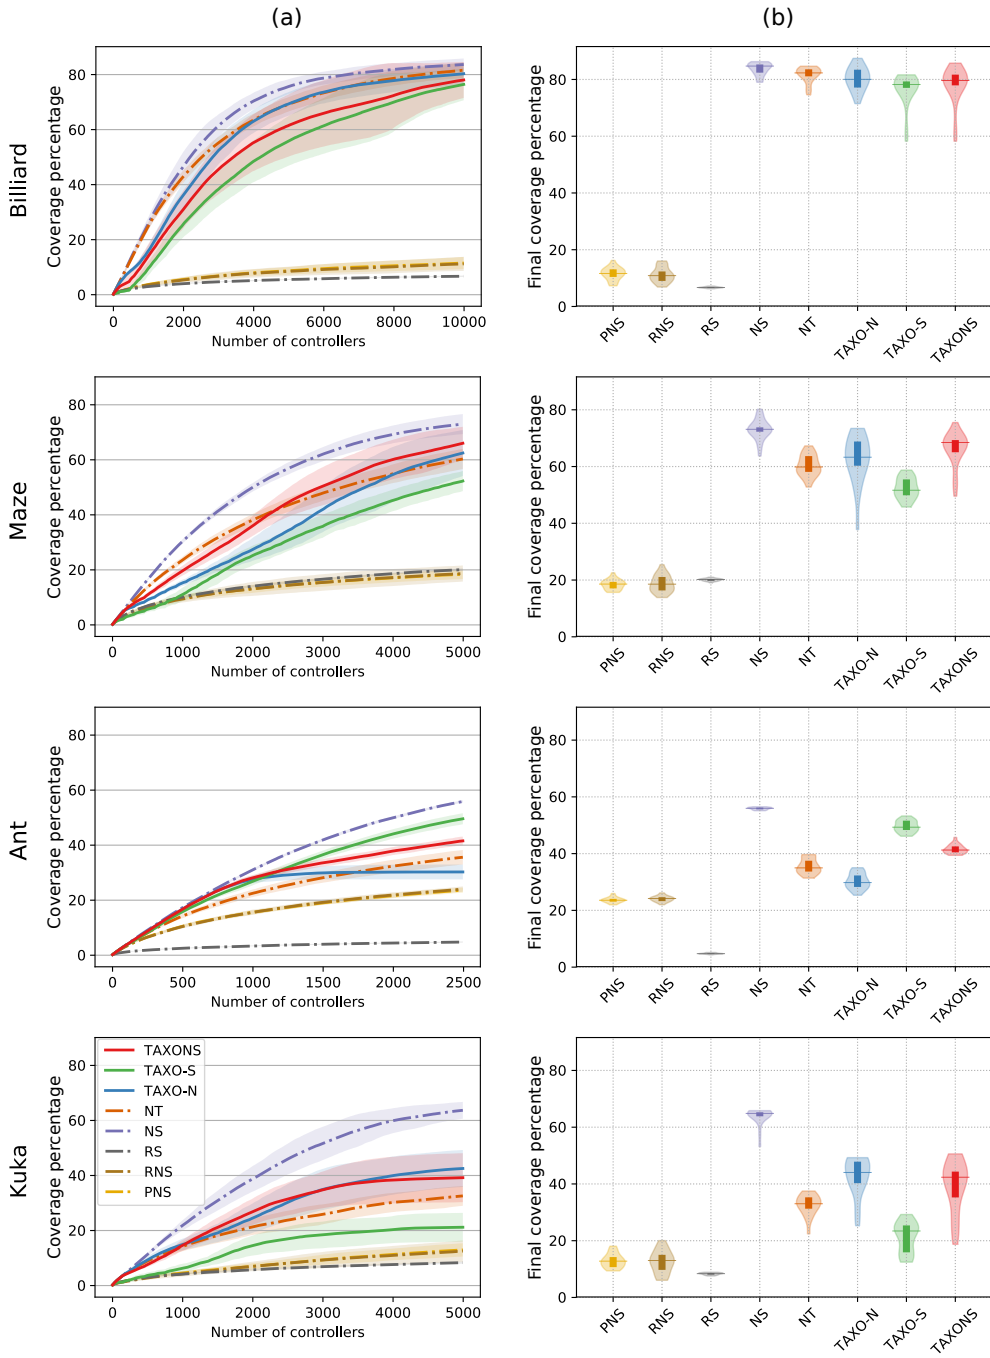 (a)
(b)
Billiard
Coverage percentage
80
60
40
20
0
0 2000 4000 6000 8000 10000
Number of controllers
Final coverage percentage
80
60
40
20
0
PNS RNS RS NS NT TAXO-N TAXO-S TAXONS
Maze
Coverage percentage
80
60
40
20
0
0 1000 2000 3000 4000 5000
Number of controllers
Final coverage percentage
80
60
40
20
0
PNS RNS RS NS NT TAXO-N TAXO-S TAXONS
Ant
Coverage percentage
80
60
40
20
0
0 500 1000 1500 2000 2500
Number of controllers
Final coverage percentage
80
60
40
20
0
PNS RNS RS NS NT TAXO-N TAXO-S TAXONS
Kuka
Coverage percentage
80
60
40
20
0
TAXONS
TAXO-S
TAXO-N
NT
NS
RS
RNS
PNS
0 1000 2000 3000 4000 5000
Number of controllers
Final coverage percentage
80
60
40
20
0
PNS RNS RS NS NT TAXO-N TAXO-S TAXONS